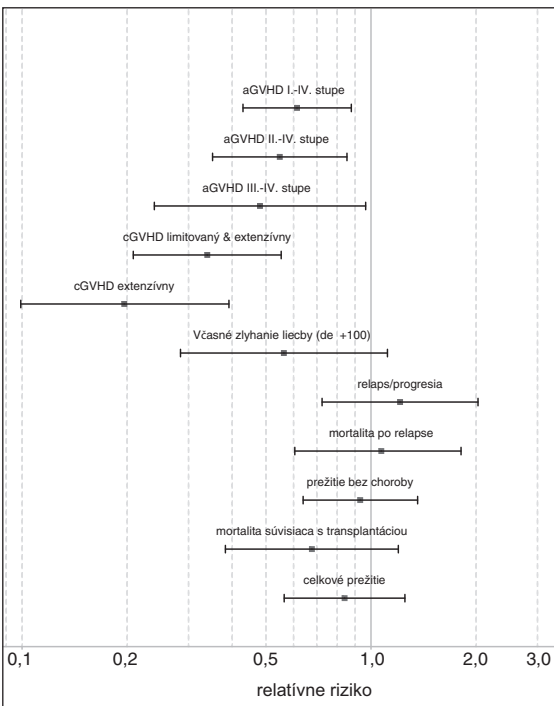 aGVHD I.-IV. stupe
aGVHD II.-IV. stupe
aGVHD III.-IV. stupe
cGVHD limitovaný & extenzívny
cGVHD extenzívny
Včasné zlyhanie liecby (de +100)
relaps/progresia
mortalita po relapse
prežitie bez choroby
mortalita súvisiaca s transplantáciou
celkové prežitie
0,1 0,2 0,5 1,0 2,0 3,0
relatívne riziko